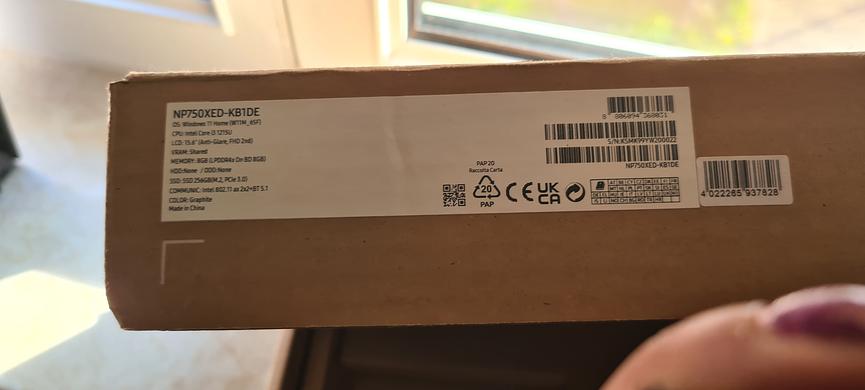 NP750XED-KB1DE
OS: Windows 11 Home (W11M_6SF)
CPU: Intel Core i3 1215U
LCD: 15.6" (Anti-Glare, FHD 2nd)
VRAM: Shared
MEMORY: 8GB (LPDDR4x On BD 8GB)
HDD:None / ODD:None
SSD: SSD 256GB(M.2, PCIe 3.0)
COMMUNIC: Intel 802.11 ax 2x2+BT 5.1
COLOR: Graphite
Made in China
PAP 20
Raccolta Carta
20
PAP
CE
UK
CA
S/N:K5MK99YW200022
NP750XED-KB1DE
4 022265 937828